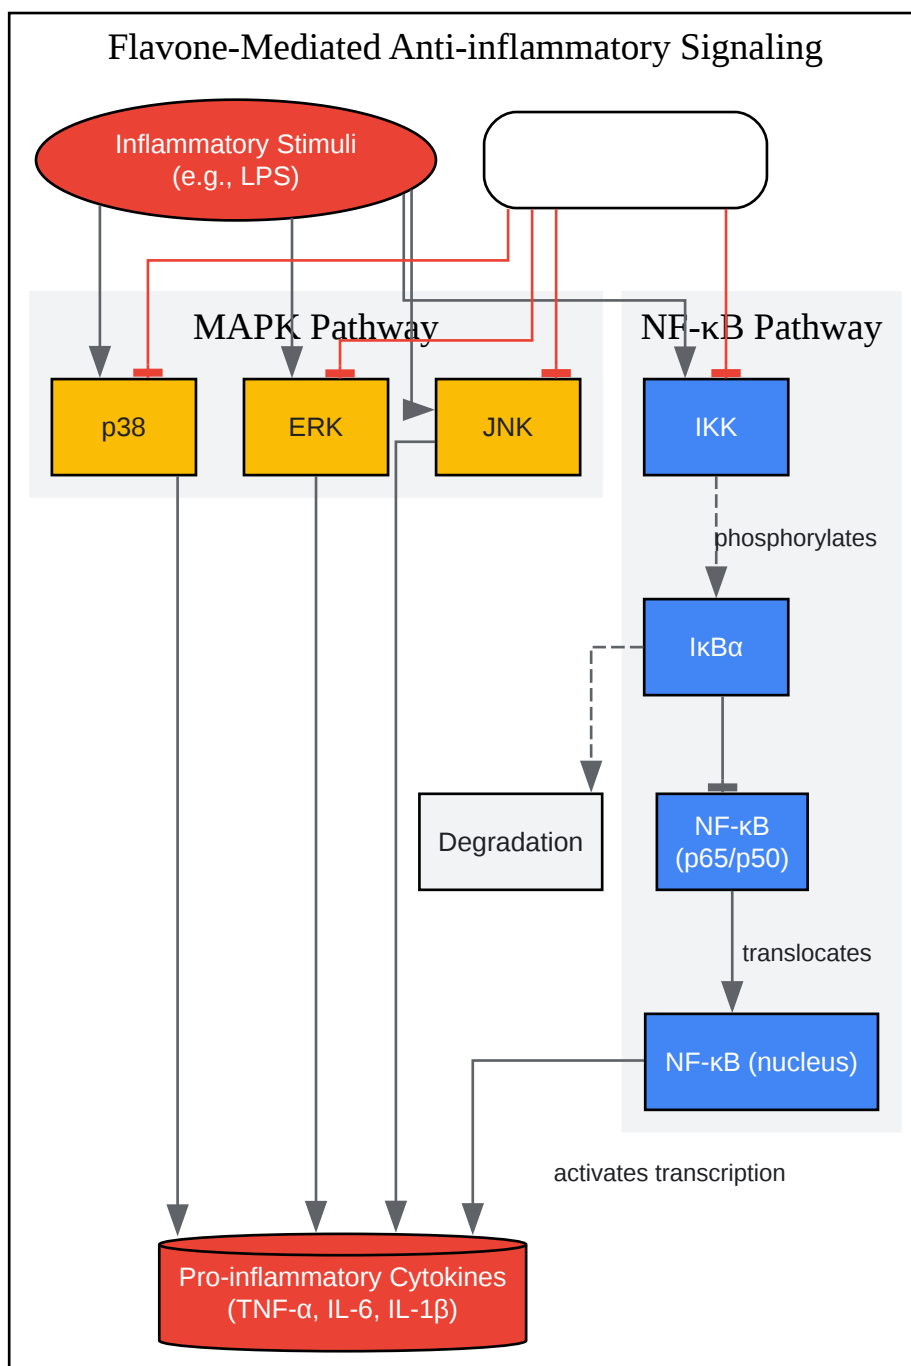 Flavone-Mediated Anti-inflammatory Signaling
Inflammatory Stimuli
(e.g., LPS)
MAPK Pathway
NF-κB Pathway
p38
ERK
JNK
IKK
phosphorylates
IκBα
Degradation
NF-κB
(p65/p50)
translocates
NF-κB (nucleus)
activates transcription
Pro-inflammatory Cytokines
(TNF-α, IL-6, IL-1β)